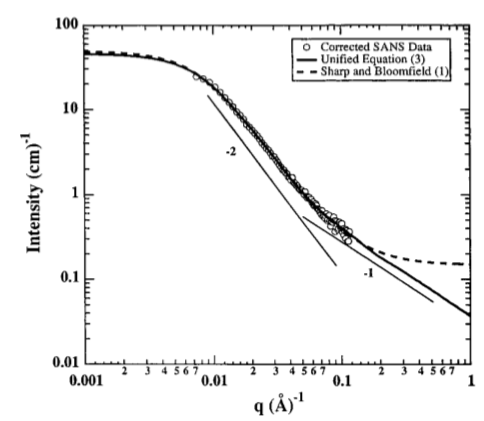 100
Corrected SANS Data
Unified Equation (3)
Sharp and Bloomfield (1)
10
-2
Intensity (cm)-1
1
0.1
-1
0.01
0.001 2 3 4 5 6 7 0.01 2 3 4 5 6 7 0.1 2 3 4 5 6 7 1
q (Å)-1